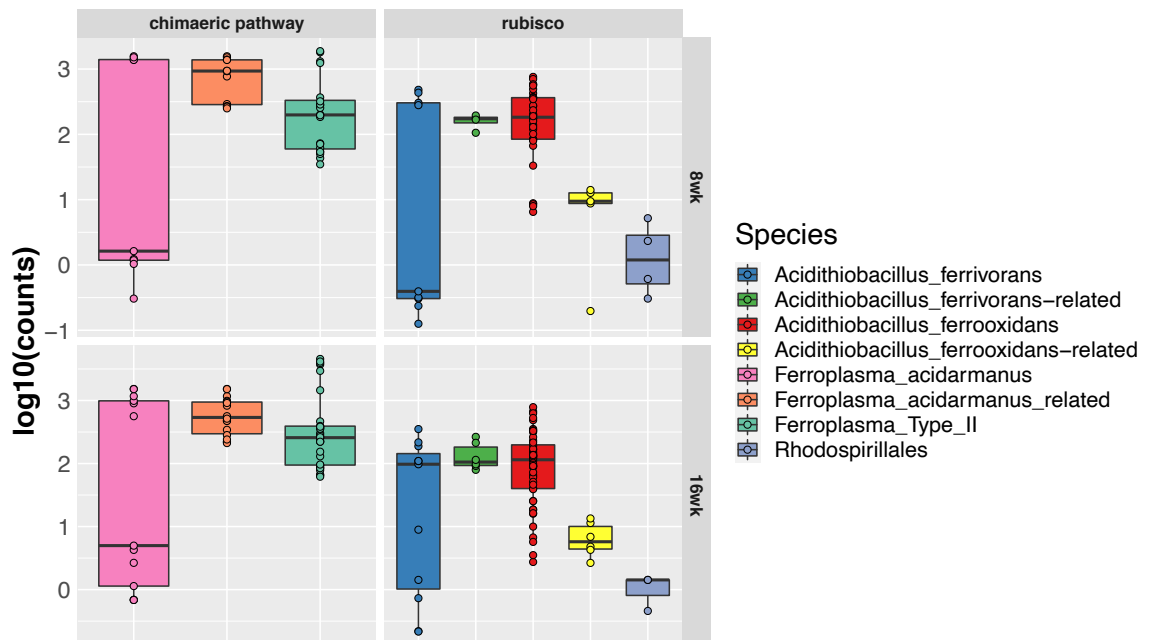 chimaeric pathway
rubisco
log10(counts)
3
2
1
0
−1
8wk
3
2
1
0
16wk
Species
Acidithiobacillus_ferrivorans
Acidithiobacillus_ferrivorans−related
Acidithiobacillus_ferrooxidans
Acidithiobacillus_ferrooxidans−related
Ferroplasma_acidarmanus
Ferroplasma_acidarmanus_related
Ferroplasma_Type_II
Rhodospirillales